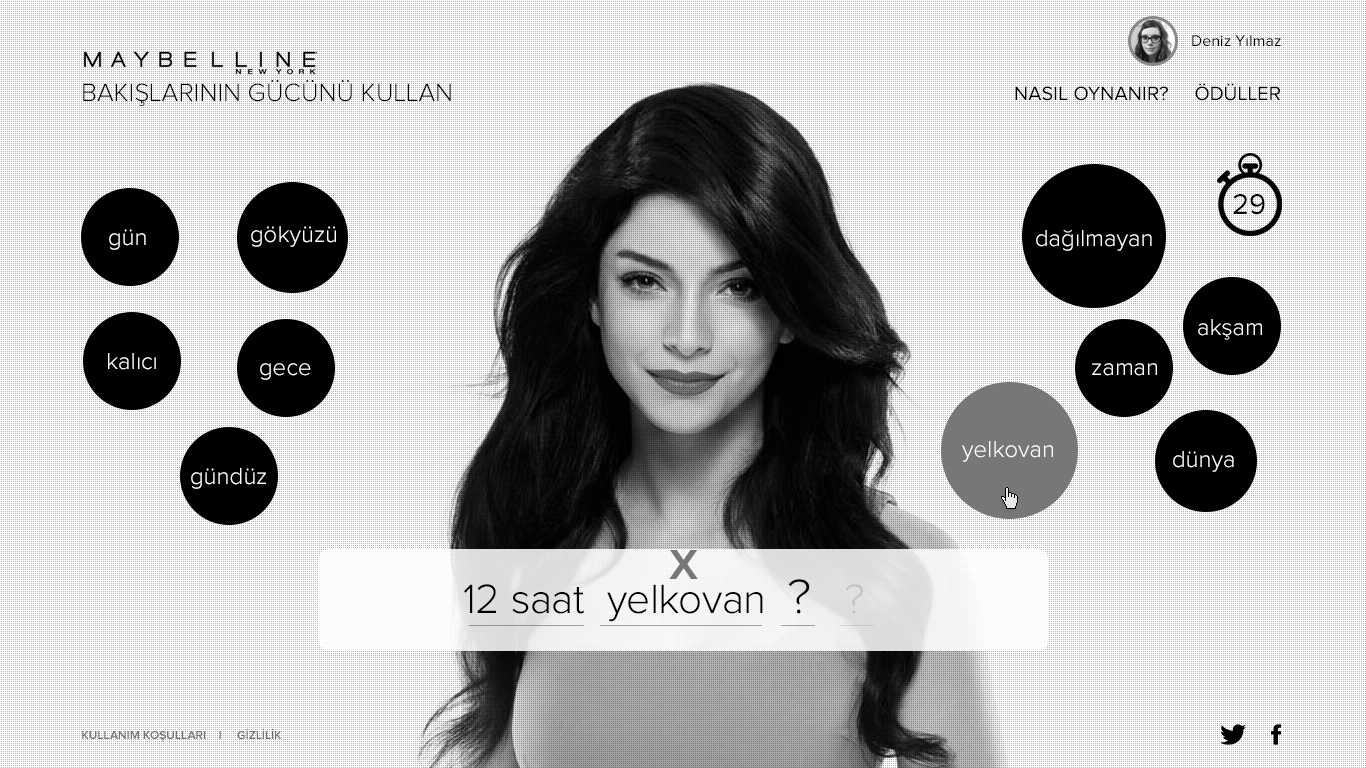 MAYBELLINE
NEW YORK
BAKIŞLARININ GÜCÜNÜ KULLAN
Deniz Yılmaz
NASIL OYNANIR? ÖDÜLLER
gün
gökyüzü
kalıcı
gece
gündüz
dağılmayan
29
akşam
zaman
yelkovan
dünya
X
12 saat yelkovan ? ?
KULLANIM KOŞULLARI | GİZLİLİK